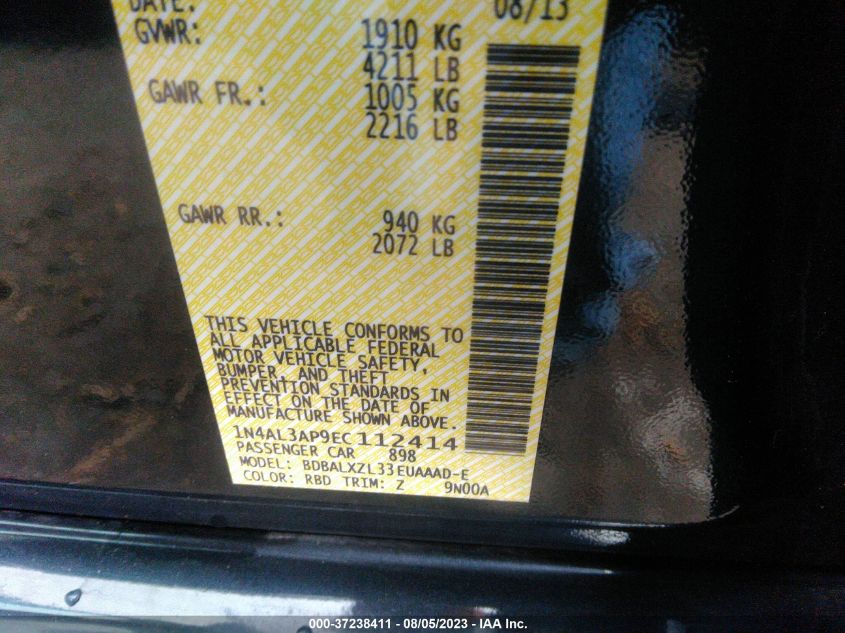 DATE: 08/13
GVWR: 1910 KG
4211 LB
GAWR FR.: 1005 KG
2216 LB
GAWR RR.: 940 KG
2072 LB
THIS VEHICLE CONFORMS TO
ALL APPLICABLE FEDERAL
MOTOR VEHICLE SAFETY,
BUMPER, AND THEFT
PREVENTION STANDARDS IN
EFFECT ON THE DATE OF
MANUFACTURE SHOWN ABOVE.
1N4AL3AP9EC112414
PASSENGER CAR 898
MODEL: BDBALXZL33EUAAAD-E
COLOR: RBD TRIM: Z 9N00A
000-37238411 - 08/05/2023 - IAA Inc.